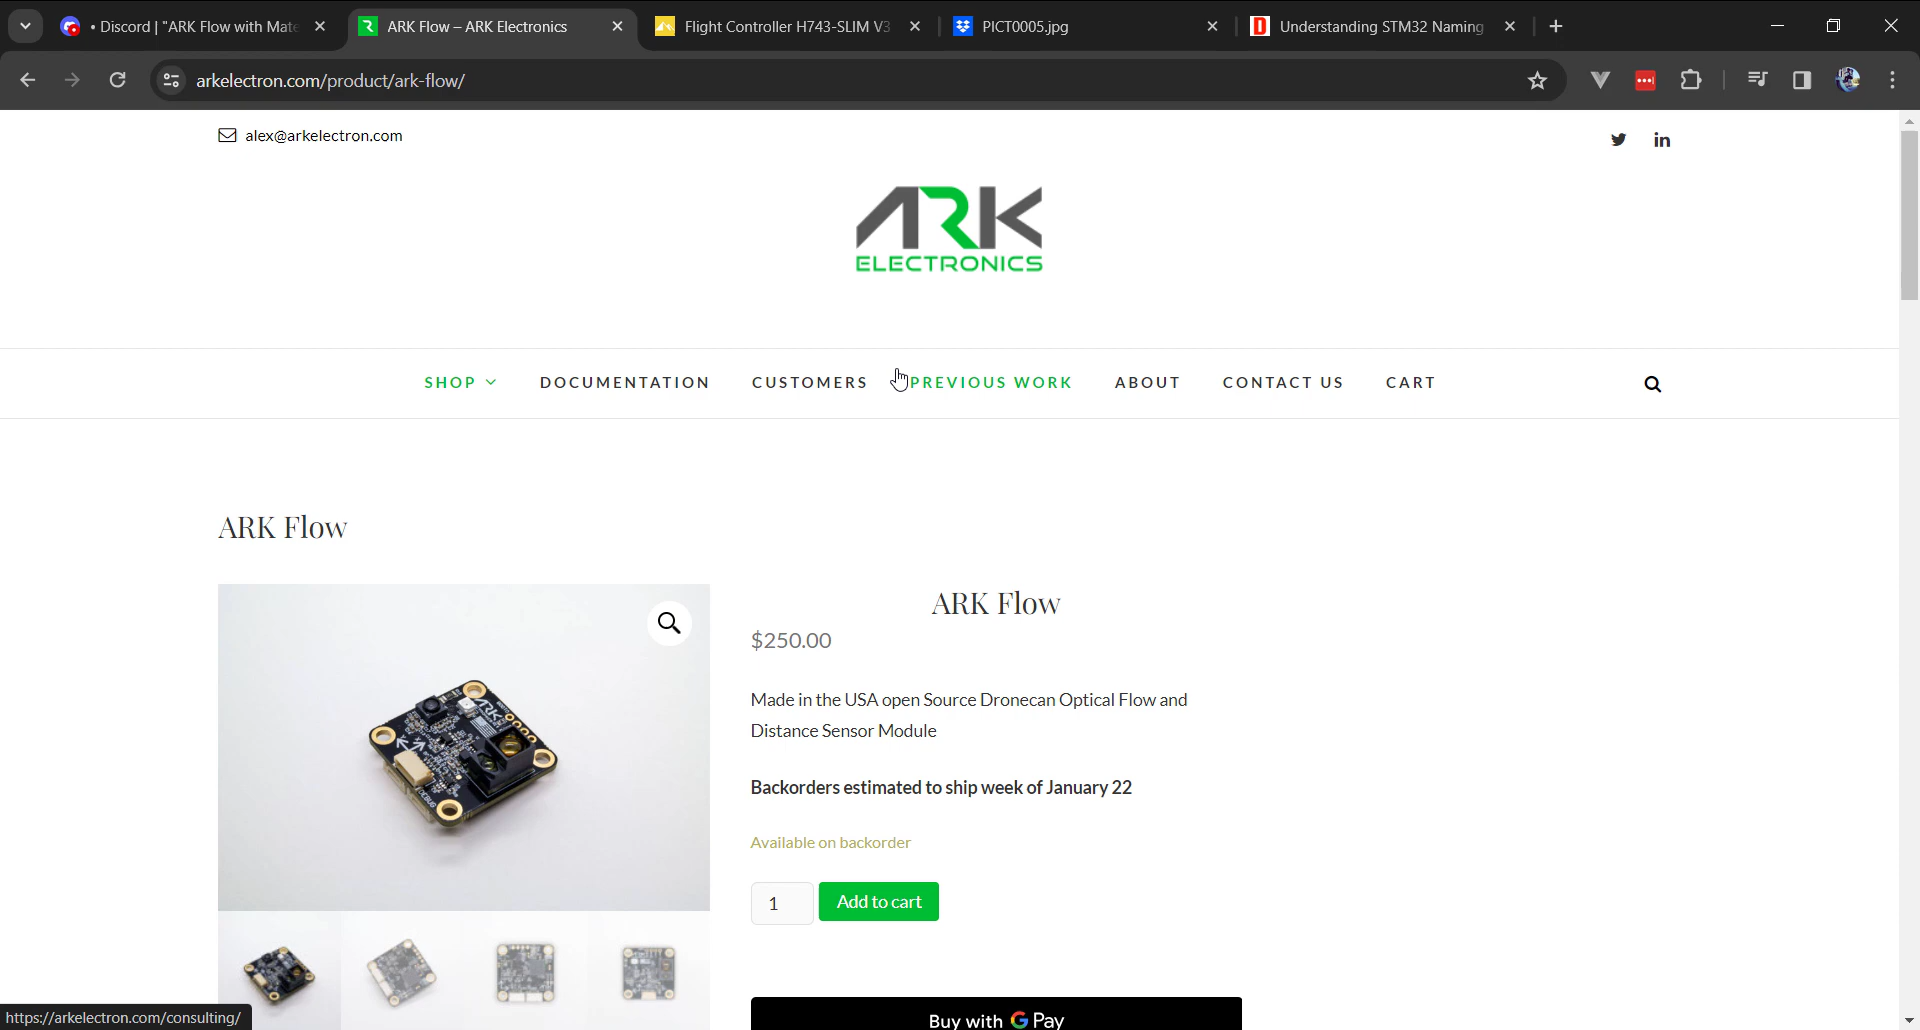 • Discord | "ARK Flow with Mate
ARK Flow – ARK Electronics
Flight Controller H743-SLIM V3
PICT0005.jpg
Understanding STM32 Naming
arkelectron.com/product/ark-flow/
alex@arkelectron.com
ARK
ELECTRONICS
SHOP
DOCUMENTATION
CUSTOMERS
PREVIOUS WORK
ABOUT
CONTACT US
CART
ARK Flow
ARK Flow
$250.00
Made in the USA open Source Dronecan Optical Flow and
Distance Sensor Module
Backorders estimated to ship week of January 22
Available on backorder
1
Add to cart
Buy with G Pay
https://arkelectron.com/consulting/